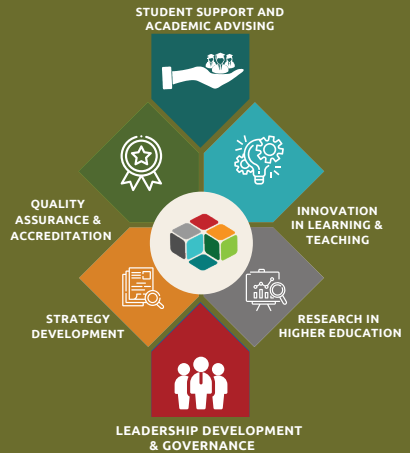 STUDENT SUPPORT AND
ACADEMIC ADVISING
QUALITY
ASSURANCE &
ACCREDITATION
INNOVATION
IN LEARNING &
TEACHING
STRATEGY
DEVELOPMENT
RESEARCH IN
HIGHER EDUCATION
LEADERSHIP DEVELOPMENT
& GOVERNANCE